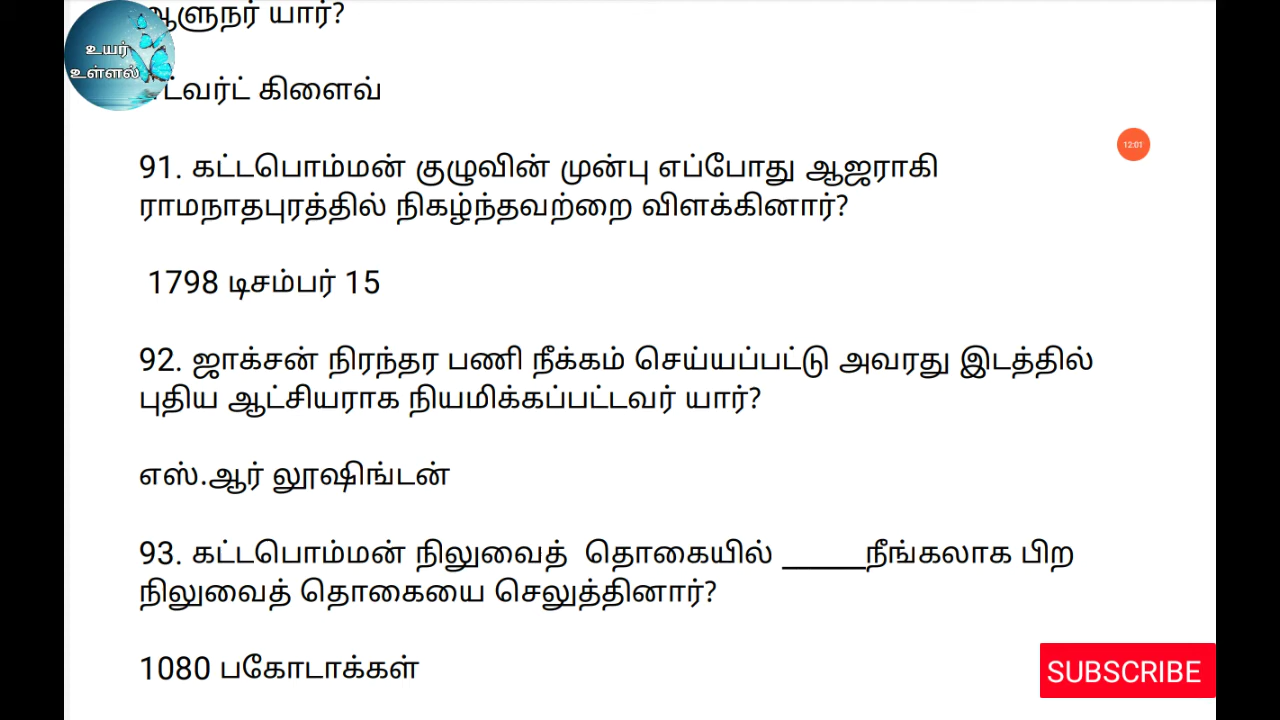 ஆளுநர் யார்?
உயர்
உள்ளல்
எட்வர்ட் கிளைவ்
91. கட்டபொம்மன் குழுவின் முன்பு எப்போது ஆஜராகி
12:01
ராமநாதபுரத்தில் நிகழ்ந்தவற்றை விளக்கினார்?
1798 டிசம்பர் 15
92. ஜாக்சன் நிரந்தர பணி நீக்கம் செய்யப்பட்டு அவரது இடத்தில்
புதிய ஆட்சியராக நியமிக்கப்பட்டவர் யார்?
எஸ்.ஆர் லூஷிங்டன்
93. கட்டபொம்மன் நிலுவைத்  தொகையில் ______நீங்கலாக பிற
நிலுவைத் தொகையை செலுத்தினார்?
1080 பகோடாக்கள்
SUBSCRIBE